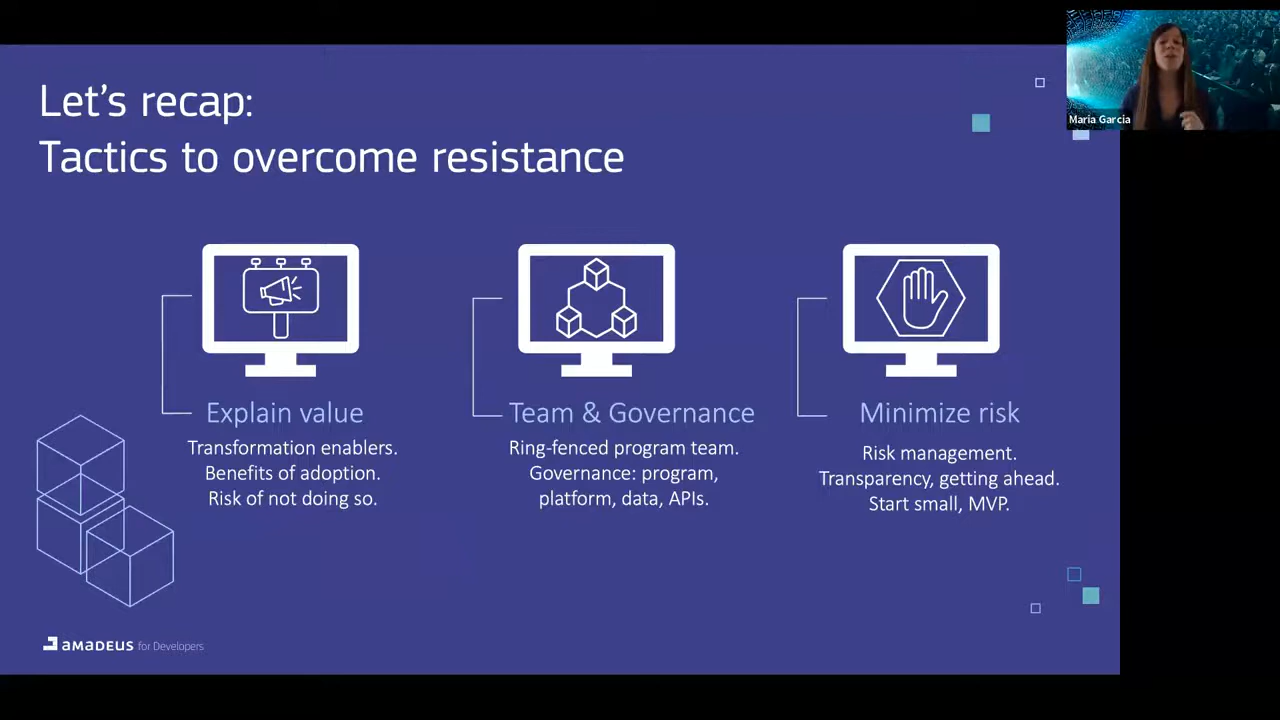 Let's recap:
Tactics to overcome resistance
Maria Garcia
Explain value
Transformation enablers.
Benefits of adoption.
Risk of not doing so.
Team & Governance
Ring-fenced program team.
Governance: program,
platform, data, APIs.
Minimize risk
Risk management.
Transparency, getting ahead.
Start small, MVP.
amadeus for Developers